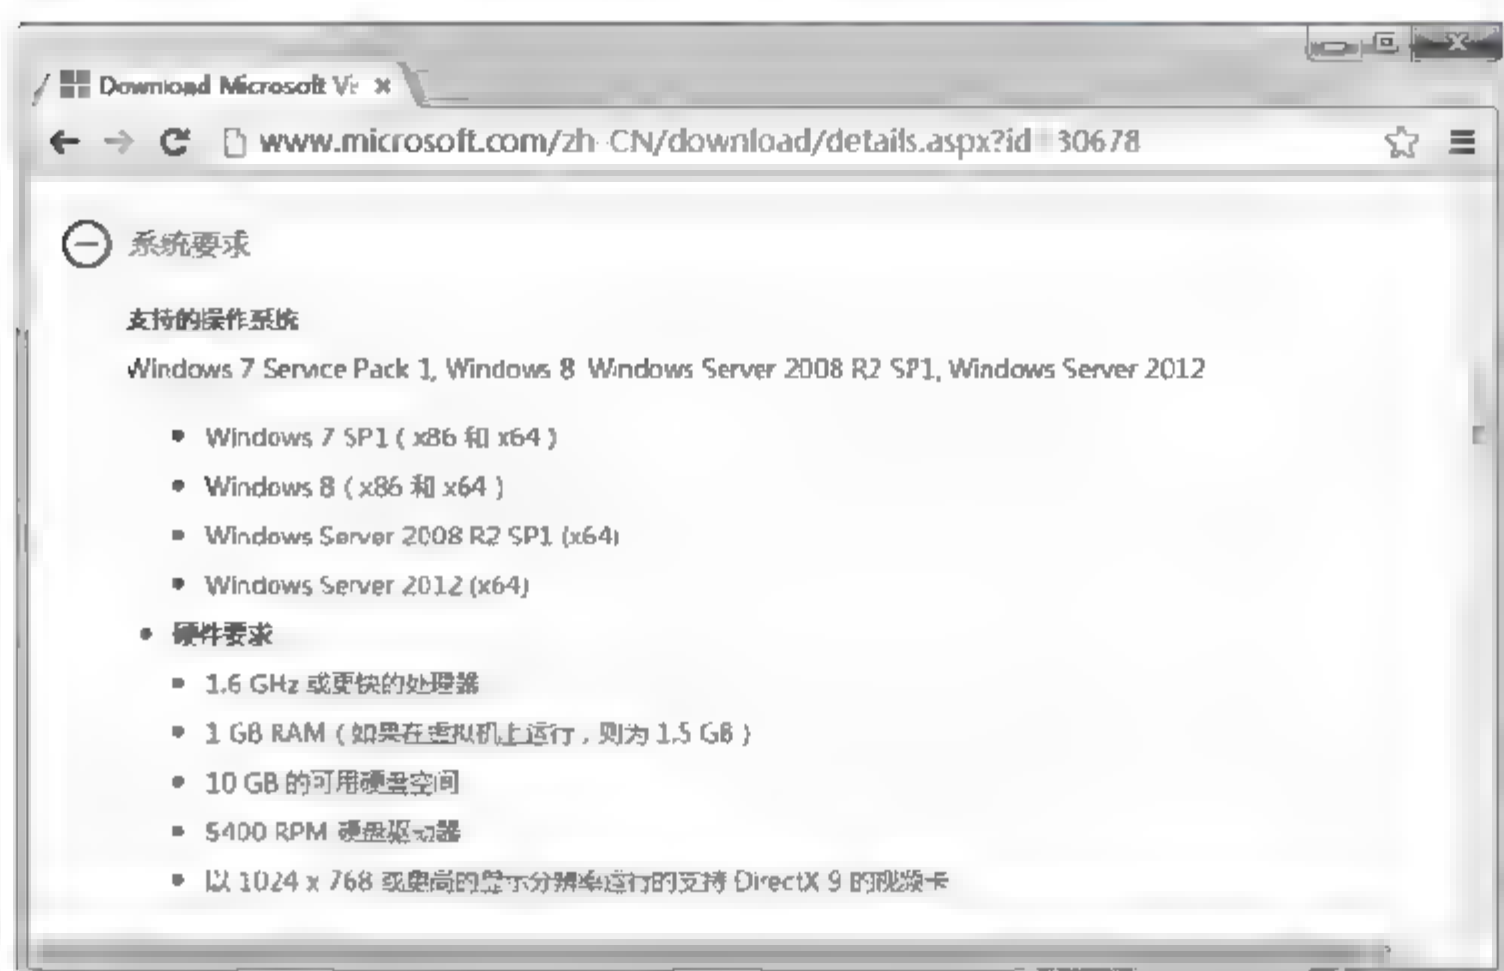 Download Microsoft Vi
www.microsoft.com/zh-CN/download/details.aspx?id=30678
系统要求
支持的操作系统
Windows 7 Service Pack 1, Windows 8 Windows Server 2008 R2 SP1, Windows Server 2012
Windows 7 SP1 ( x86 和 x64 )
Windows 8 ( x86 和 x64 )
Windows Server 2008 R2 SP1 (x64)
Windows Server 2012 (x64)
硬件要求
1.6 GHz 或更快的处理器
1 GB RAM ( 如果在虚拟机上运行 , 则为 1.5 GB )
10 GB 的可用硬盘空间
5400 RPM 硬盘驱动器
以 1024 x 768 或更高的显示分辨率运行的支持 DirectX 9 的视频卡